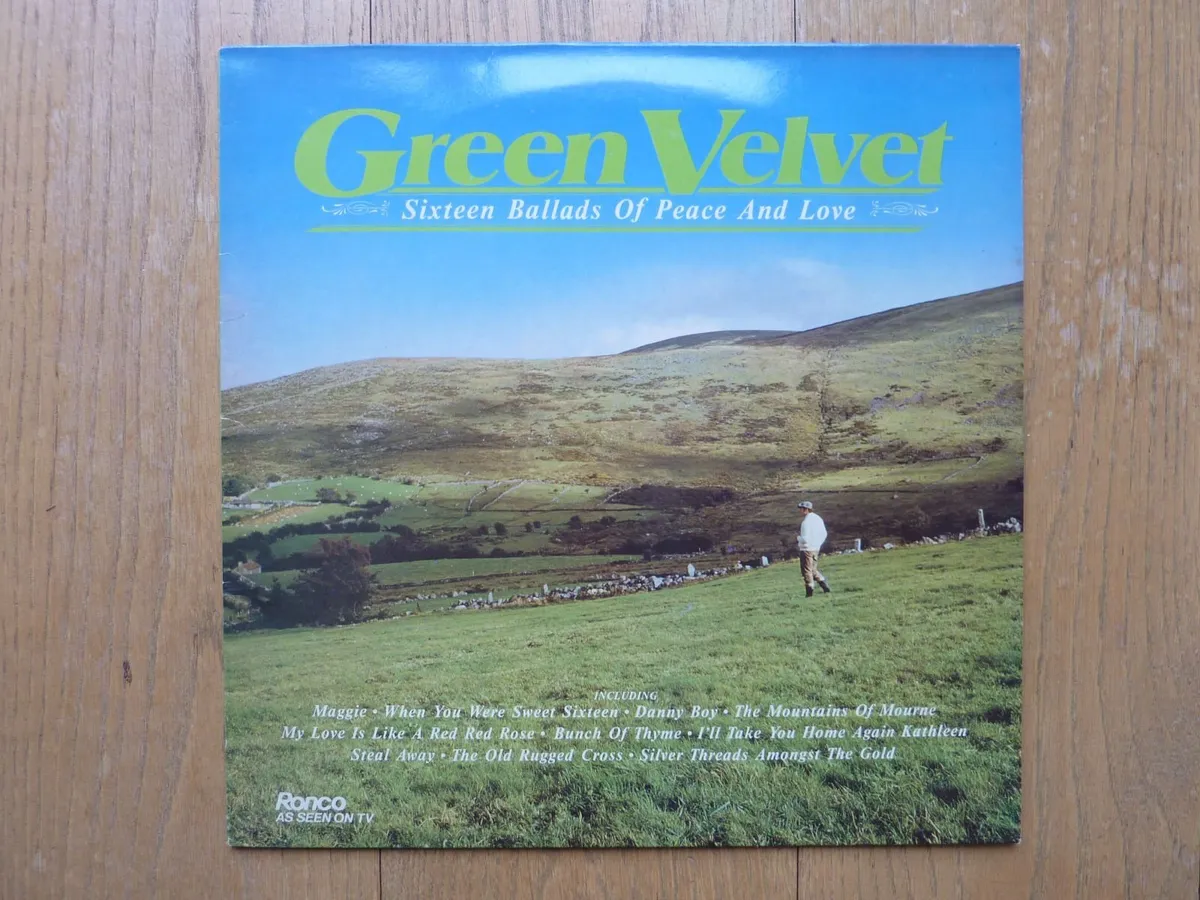 Green Velvet
Sixteen Ballads Of Peace And Love
INCLUDING
Maggie • When You Were Sweet Sixteen • Danny Boy • The Mountains Of Mourne
My Love Is Like A Red Red Rose • Bunch Of Thyme • I'll Take You Home Again Kathleen
Steal Away • The Old Rugged Cross • Silver Threads Amongst The Gold
Ronco
AS SEEN ON TV